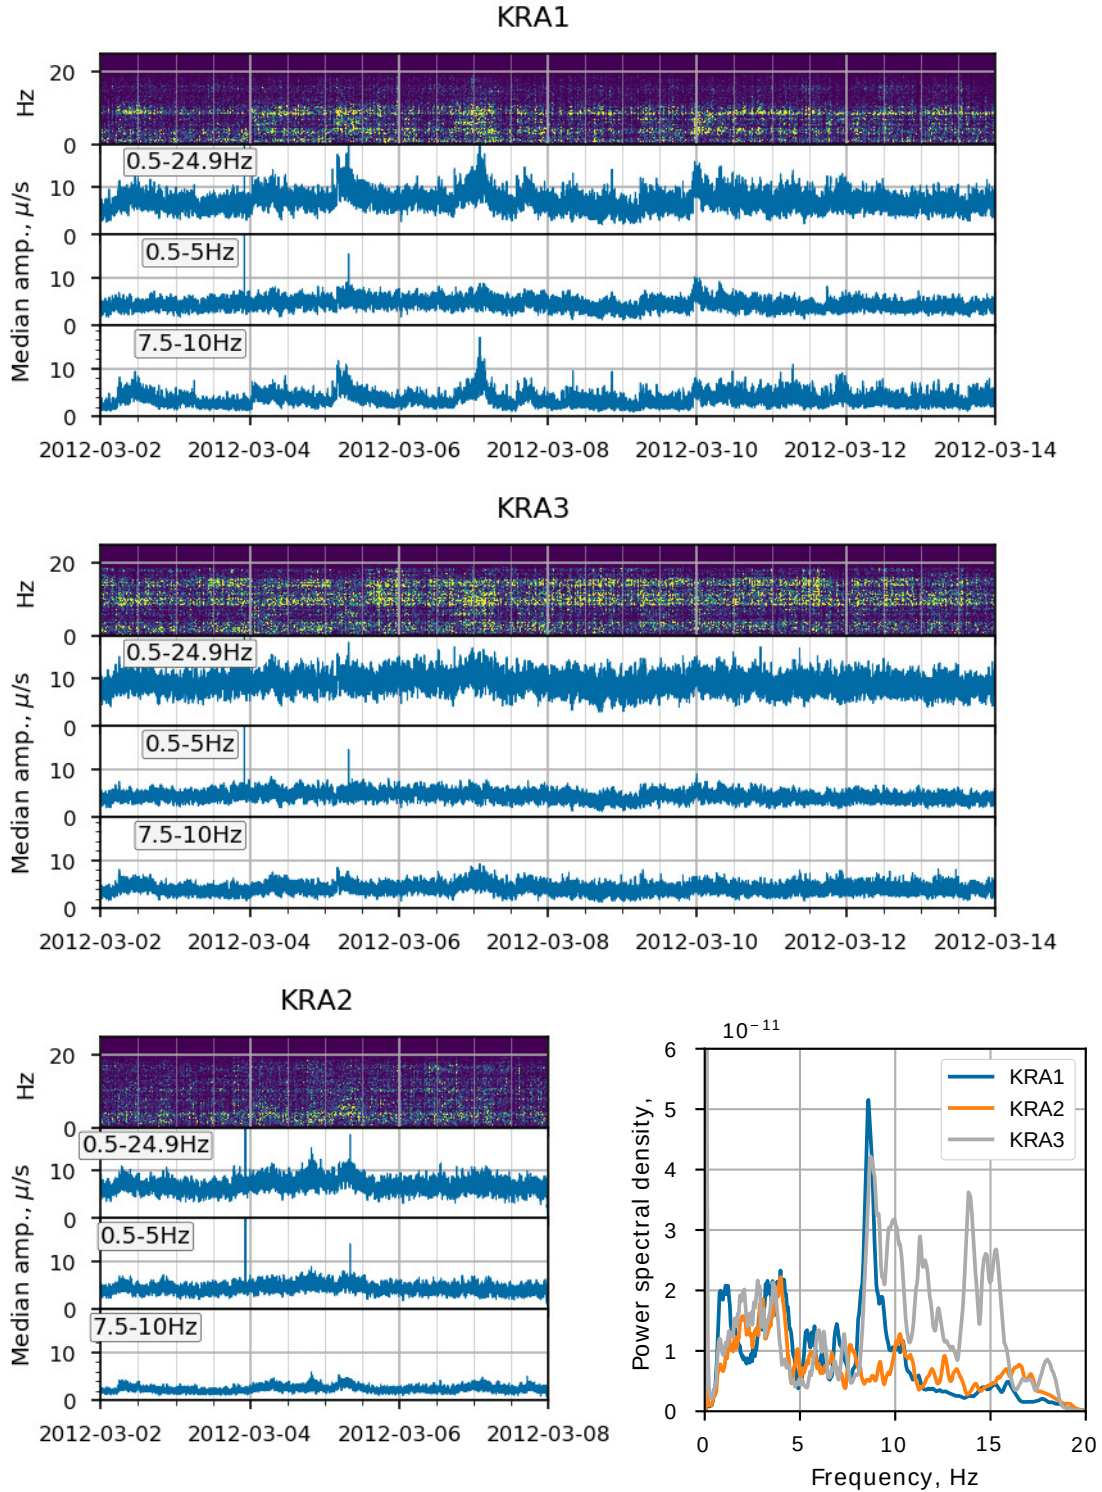 KRA1
20
Hz
0
0.5-24.9Hz
10
0
0.5-5Hz
10
0
7.5-10Hz
10
0
Median amp., μ/s
2012-03-02 2012-03-04 2012-03-06 2012-03-08 2012-03-10 2012-03-12 2012-03-14
KRA3
20
Hz
0
0.5-24.9Hz
10
0
0.5-5Hz
10
0
7.5-10Hz
10
0
Median amp., μ/s
2012-03-02 2012-03-04 2012-03-06 2012-03-08 2012-03-10 2012-03-12 2012-03-14
KRA2
20
Hz
0
0.5-24.9Hz
10
0
0.5-5Hz
10
0
7.5-10Hz
10
0
Median amp., μ/s
2012-03-02 2012-03-04 2012-03-06 2012-03-08
10⁻¹¹
6
5
4
3
2
1
0
Power spectral density,
KRA1
KRA2
KRA3
0 5 10 15 20
Frequency, Hz